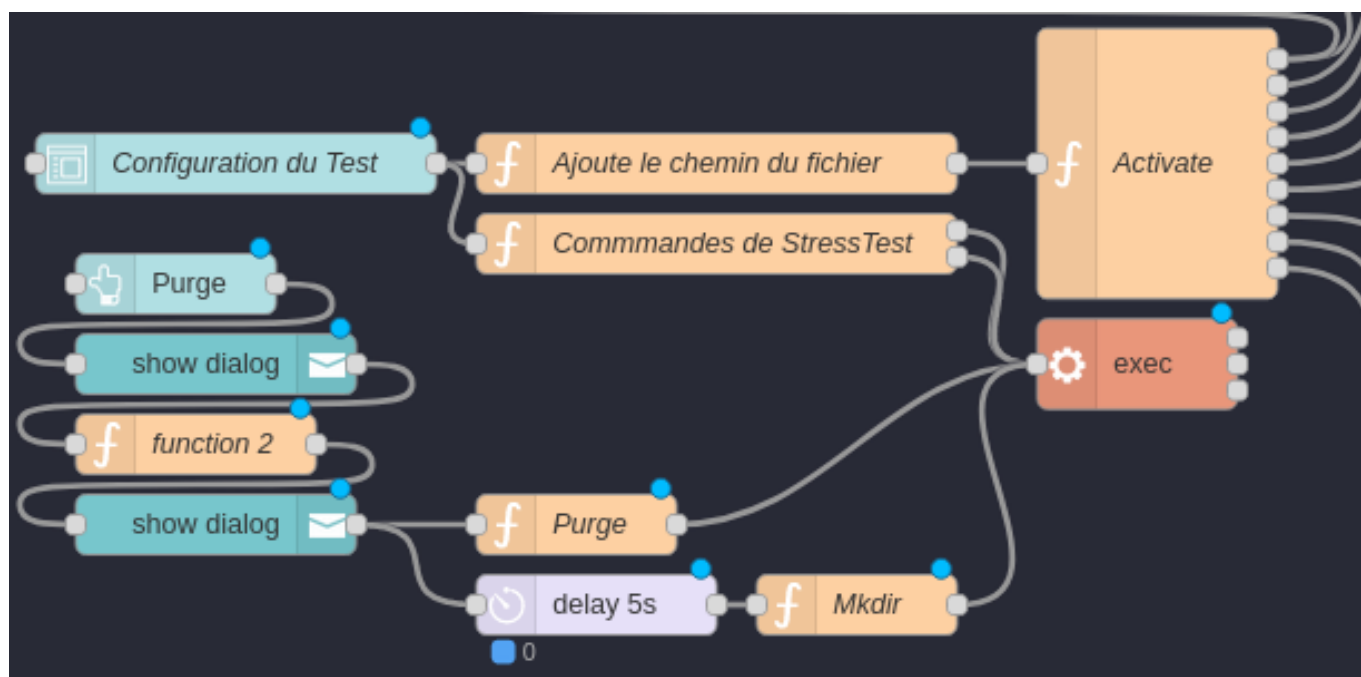 Configuration du Test
Ajoute le chemin du fichier
Activate
Commmandes de StressTest
Purge
show dialog
exec
function 2
show dialog
Purge
delay 5s
Mkdir
0